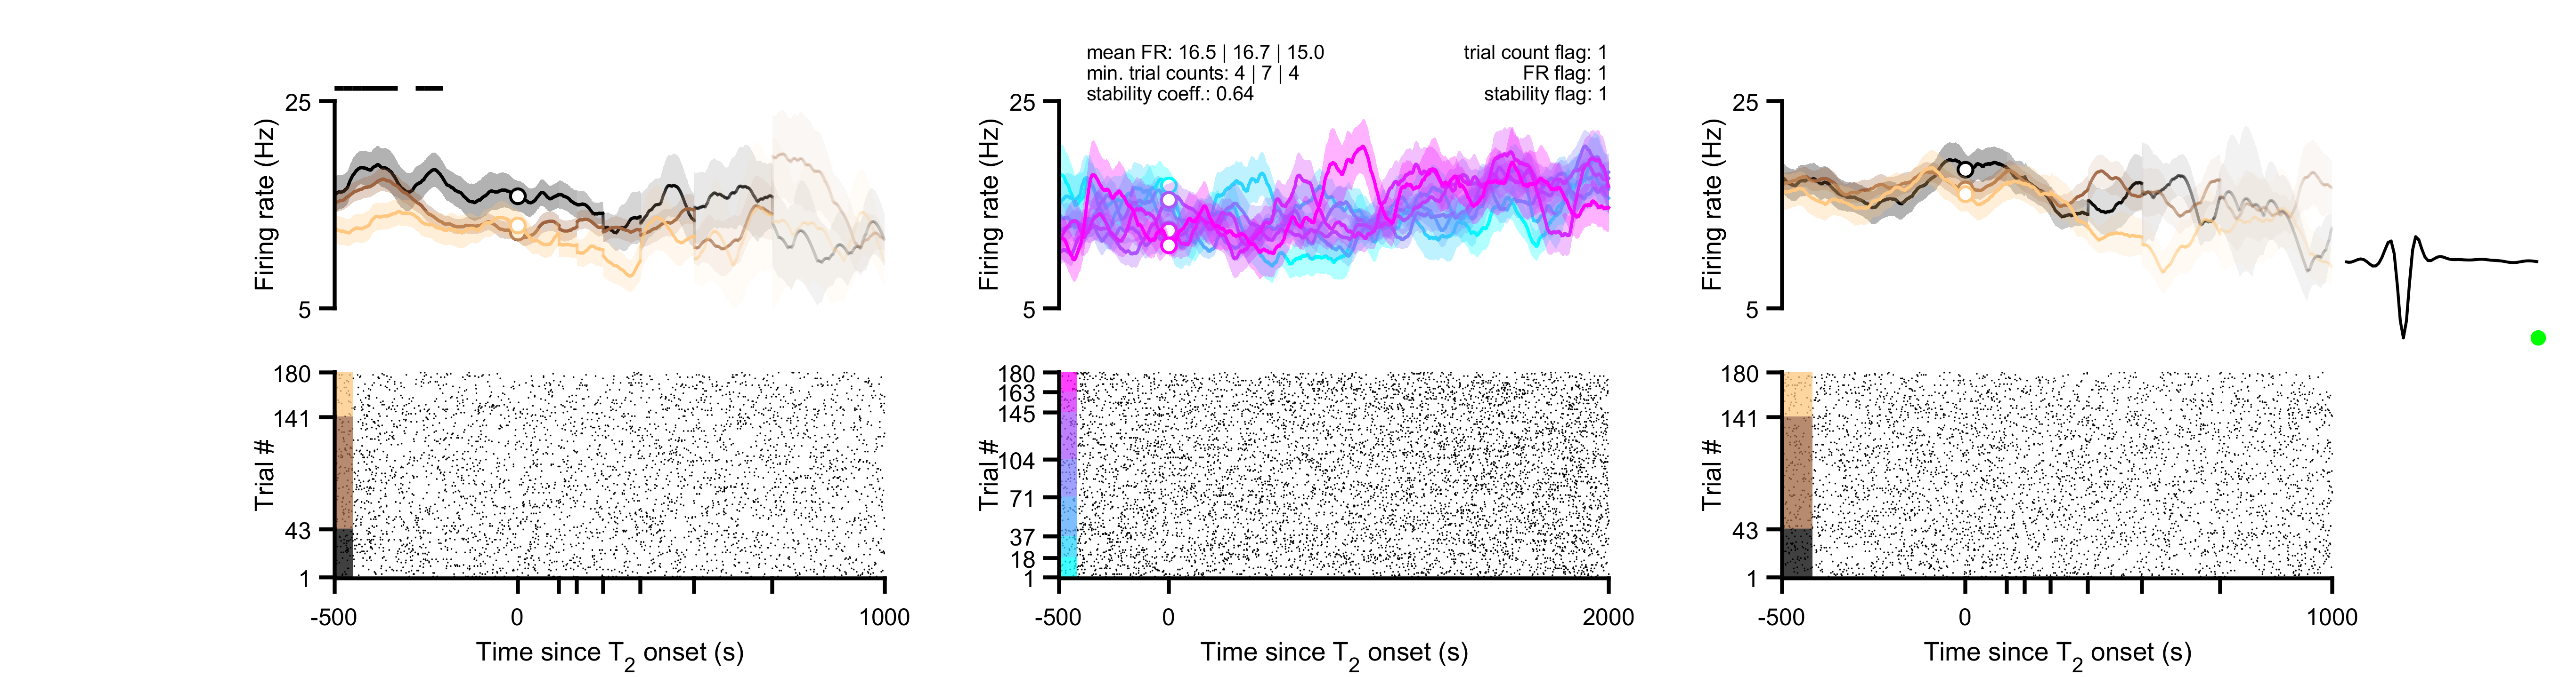 mean FR: 16.5 | 16.7 | 15.0
min. trial counts: 4 | 7 | 4
stability coeff.: 0.64
trial count flag: 1
FR flag: 1
stability flag: 1
25
5
Firing rate (Hz)
180
141
43
1
Trial #
-500
0
1000
Time since T2 onset (s)
25
5
Firing rate (Hz)
180
163
145
104
71
37
18
1
Trial #
-500
0
2000
Time since T2 onset (s)
25
5
Firing rate (Hz)
180
141
43
1
Trial #
-500
0
1000
Time since T2 onset (s)